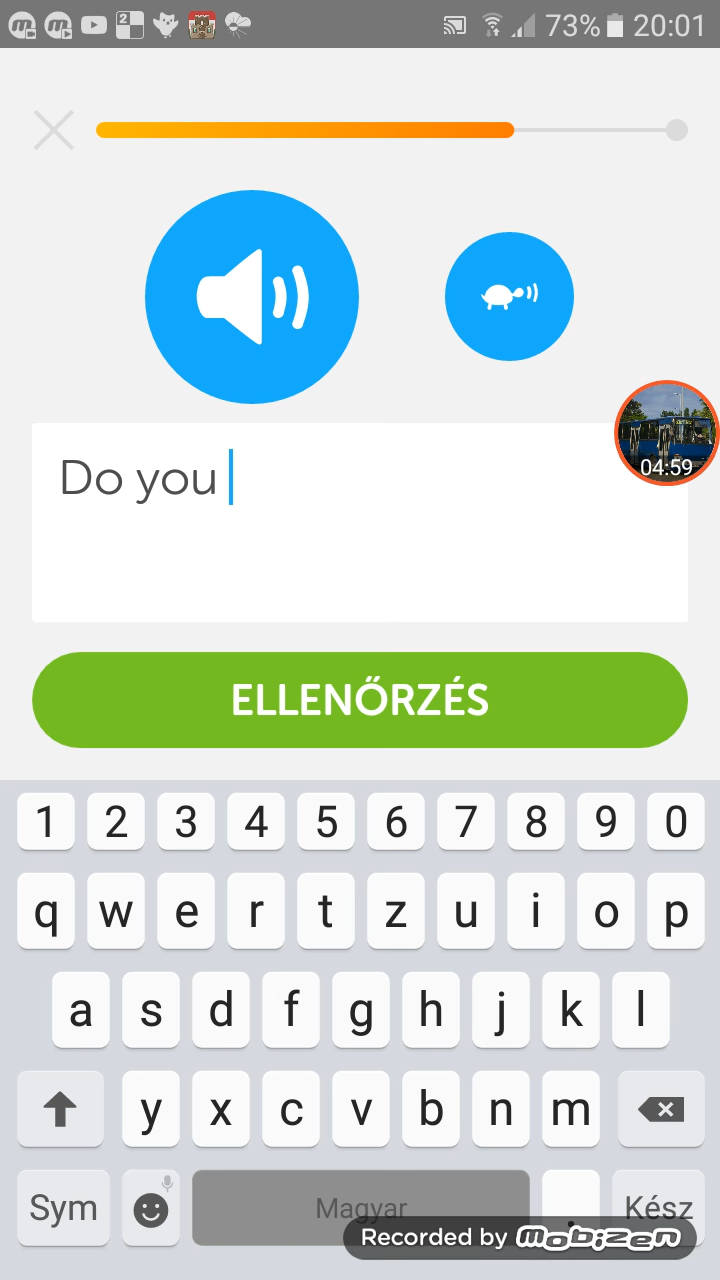 2
73% 20:01
Do you
04:59
ELLENŐRZÉS
1 2 3 4 5 6 7 8 9 0
q w e r t z u i o p
a s d f g h j k l
y x c v b n m
Sym Magyar . Kész
Recorded by mobizen